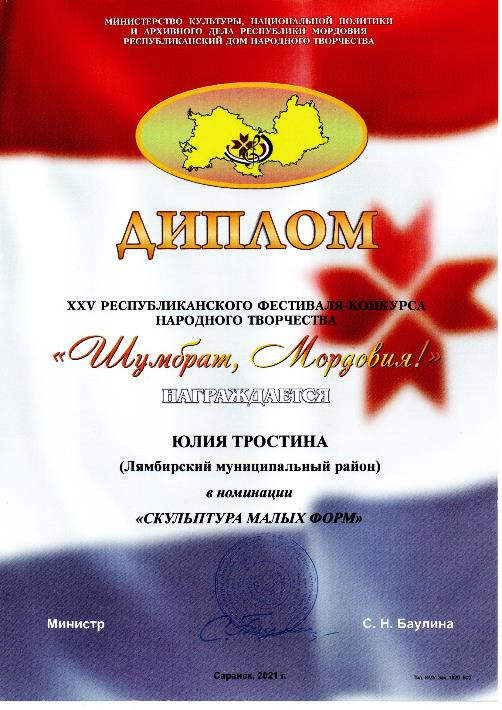 МИНИСТЕРСТВО КУЛЬТУРЫ, НАЦИОНАЛЬНОЙ ПОЛИТИКИ
И АРХИВНОГО ДЕЛА РЕСПУБЛИКИ МОРДОВИЯ
РЕСПУБЛИКАНСКИЙ ДОМ НАРОДНОГО ТВОРЧЕСТВА
ДИПЛОМ
XXV РЕСПУБЛИКАНСКОГО ФЕСТИВАЛЯ-КОНКУРСА
НАРОДНОГО ТВОРЧЕСТВА
«Шумбрат, Мордовия!»
НАГРАЖДАЕТСЯ
ЮЛИЯ ТРОСТИНА
(Лямбирский муниципальный район)
в номинации
«СКУЛЬПТУРА МАЛЫХ ФОРМ»
Министр С. Н. Баулина
Саранск, 2021 г.